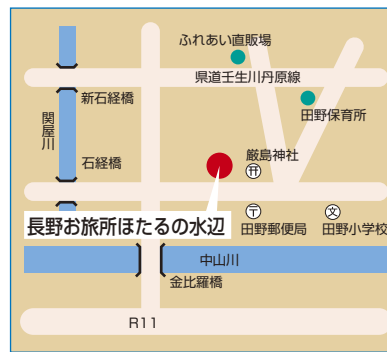 ふれあい直販場
県道壬生川丹原線
新石経橋
田野保育所
関屋川
石経橋
厳島神社
⛩
〒
文
長野お旅所ほたるの水辺
田野郵便局
田野小学校
中山川
金比羅橋
R11